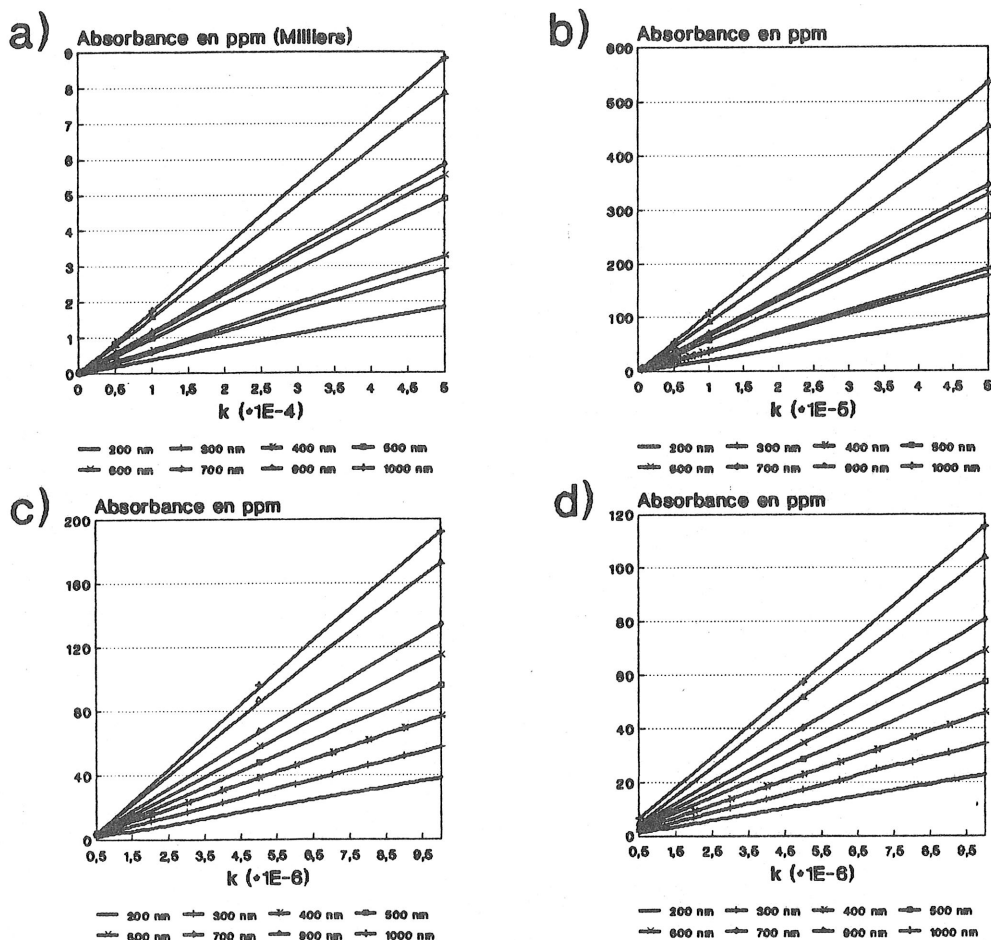 a)
Absorbance en ppm (Milliers)
9
8
7
6
5
4
3
2
1
0
0 0,5 1 1,5 2 2,5 3 3,5 4 4,5 5
k (*1E-4)
200 nm 300 nm 400 nm 500 nm
600 nm 700 nm 900 nm 1000 nm
b)
Absorbance en ppm
600
500
400
300
200
100
0
0 0,5 1 1,5 2 2,5 3 3,5 4 4,5 5
k (*1E-5)
200 nm 300 nm 400 nm 500 nm
600 nm 700 nm 900 nm 1000 nm
c)
Absorbance en ppm
200
160
120
80
40
0
0,5 1,5 2,5 3,5 4,5 5,5 6,5 7,5 8,5 9,5
k (*1E-6)
200 nm 300 nm 400 nm 500 nm
600 nm 700 nm 900 nm 1000 nm
d)
Absorbance en ppm
120
100
80
60
40
20
0
0,5 1,5 2,5 3,5 4,5 5,5 6,5 7,5 8,5 9,5
k (*1E-6)
200 nm 300 nm 400 nm 500 nm
600 nm 700 nm 900 nm 1000 nm